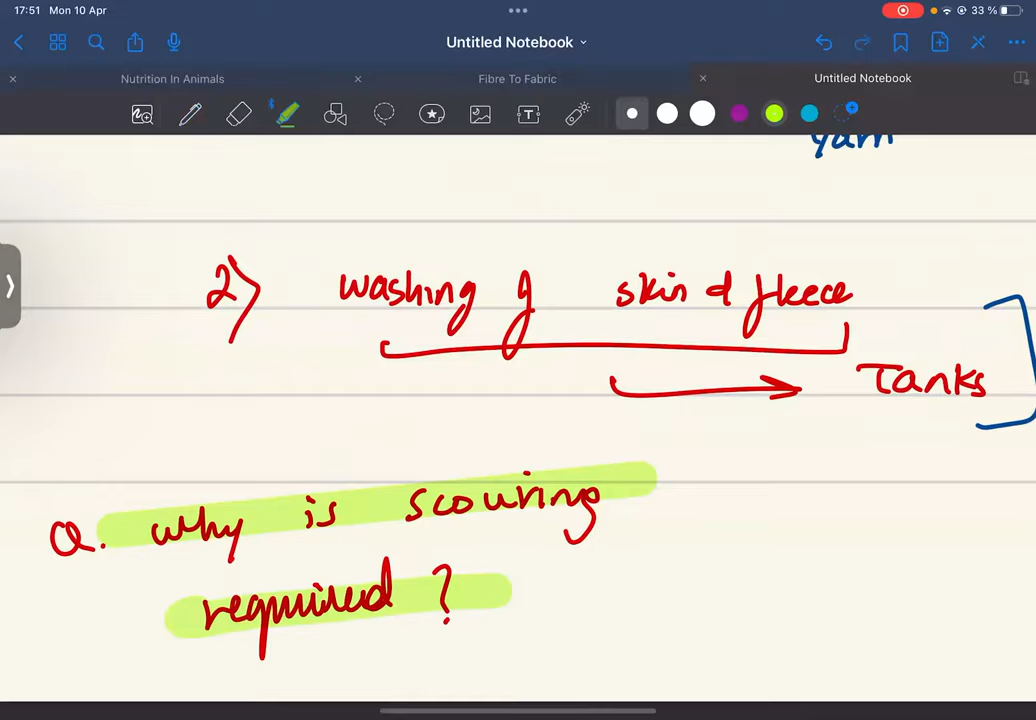 17:51 Mon 10 Apr
33 %
Untitled Notebook
Nutrition In Animals
Fibre To Fabric
Untitled Notebook
yarn
2) washing of skin & fleece
Tanks
Q. why is scouring
required ?